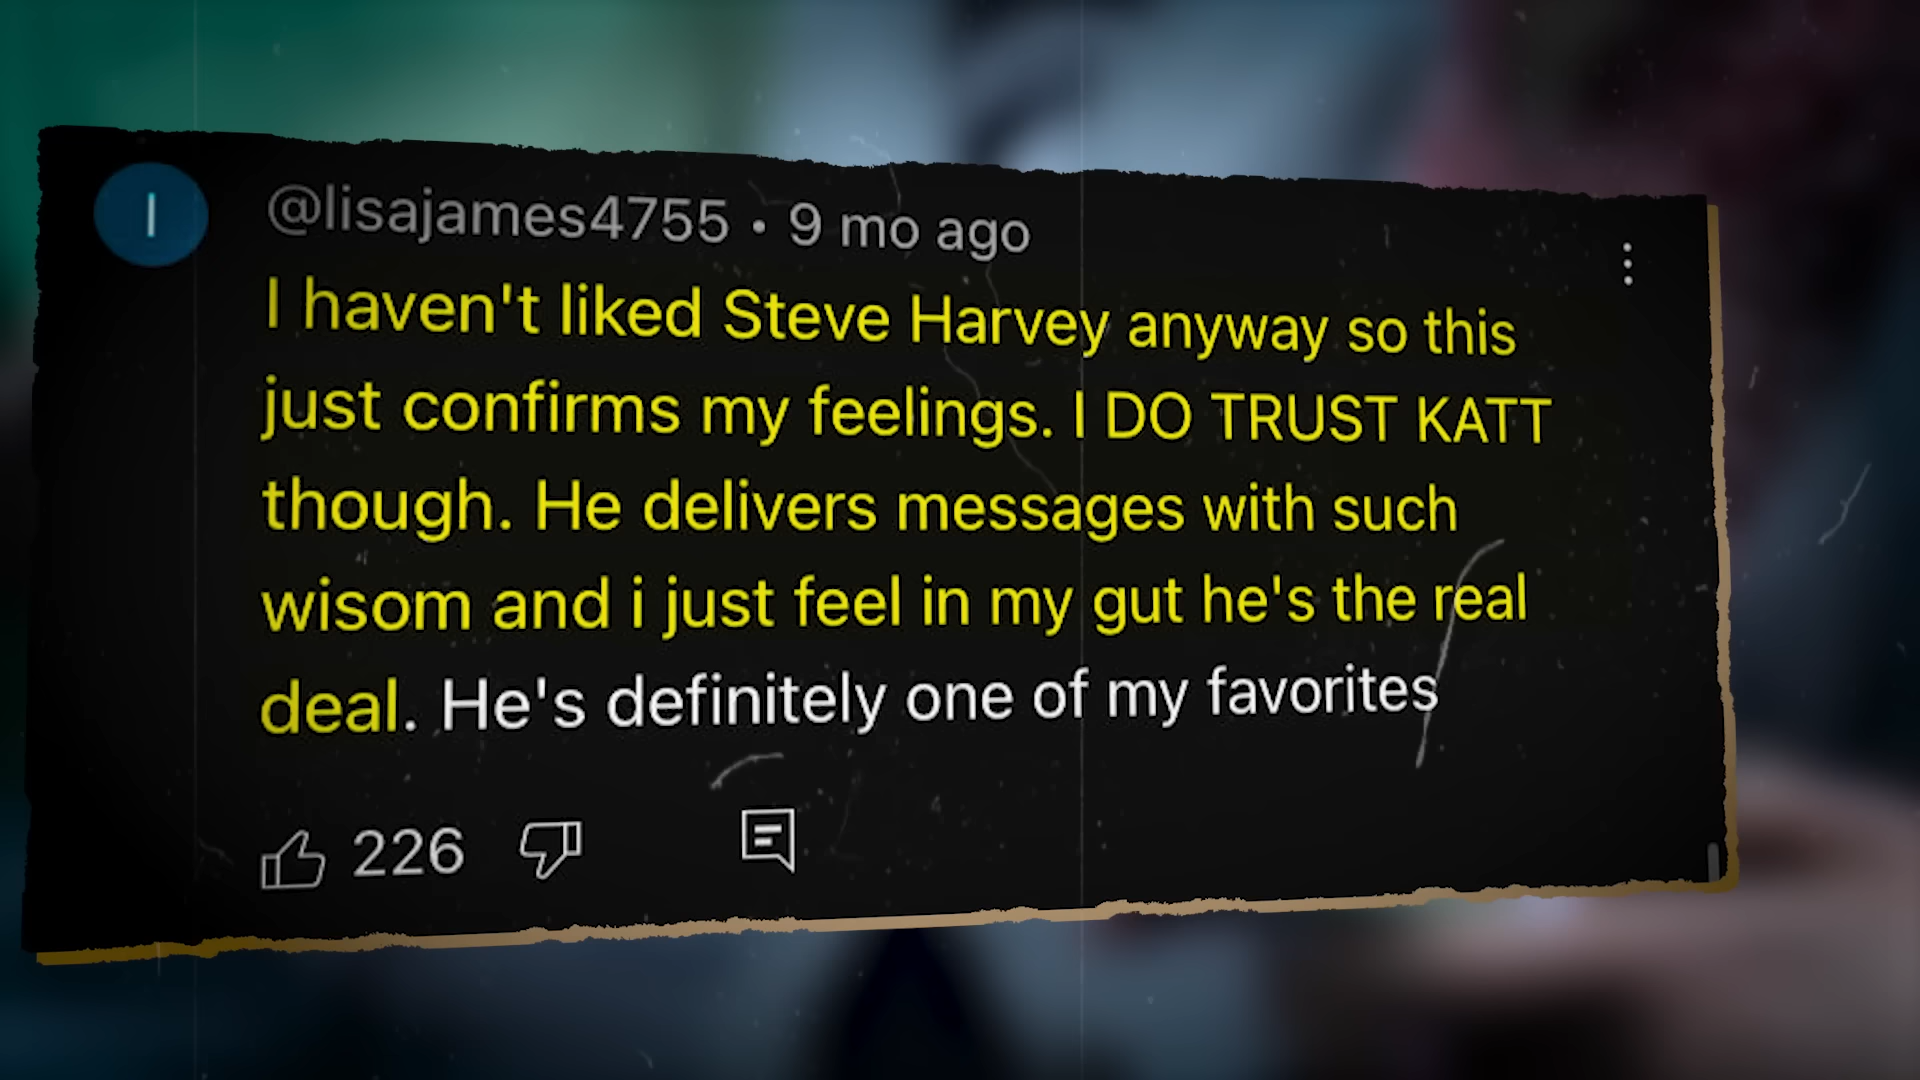 l
@lisajames4755 • 9 mo ago
I haven't liked Steve Harvey anyway so this
just confirms my feelings. I DO TRUST KATT
though. He delivers messages with such
wisom and i just feel in my gut he's the real
deal. He's definitely one of my favorites
226